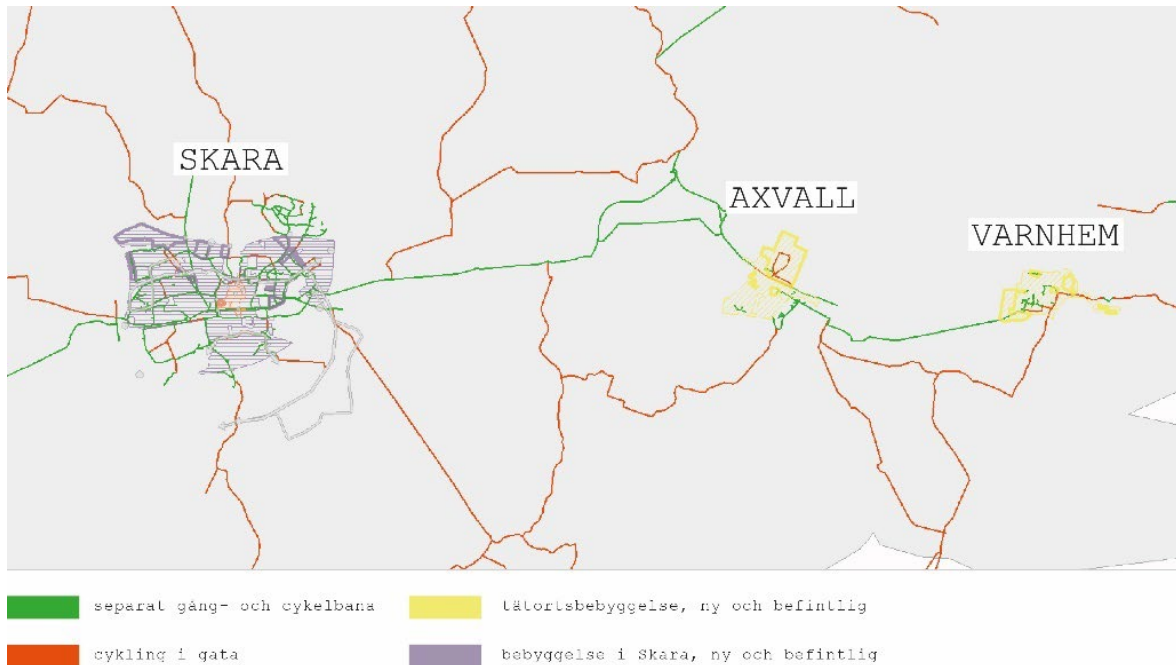 SKARA
AXVALL
VARNHEM
separat gång- och cykelbana
tätortsbebyggelse, ny och befintlig
cykling i gata
bebyggelse i Skara, ny och befintlig